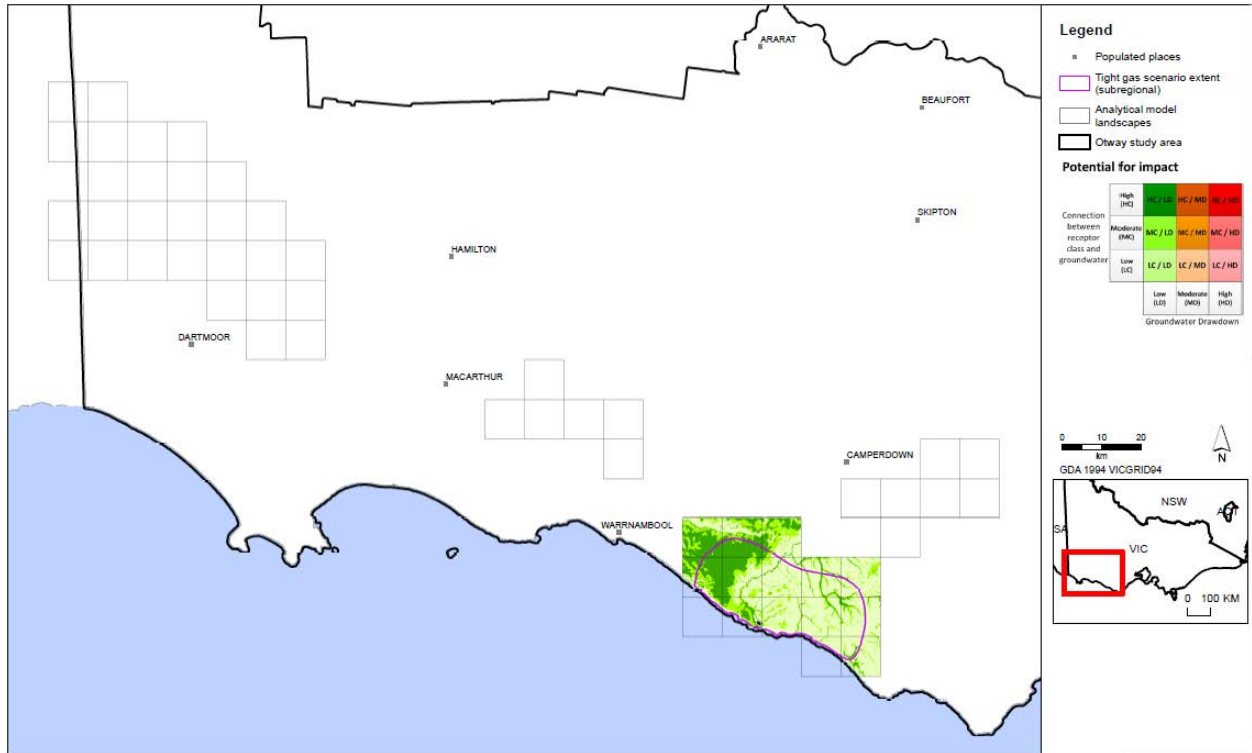 ARARAT
BEAUFORT
SKIPTON
HAMILTON
DARTMOOR
MACARTHUR
CAMPERDOWN
WARRNAMBOOL
Legend
Populated places
Tight gas scenario extent
(subregional)
Analytical model
landscapes
Otway study area
Potential for impact
Connection
between
receptor
class and
groundwater
High
(HC)
HC / LD
HC / MD
HC / HD
Moderate
(MC)
MC / LD
MC / MD
MC / HD
Low
(LC)
LC / LD
LC / MD
LC / HD
Low
(LD)
Moderate
(MD)
High
(HD)
Groundwater Drawdown
0 10 20
km
N
GDA 1994 VICGRID94
NSW
SA
VIC
0 100 KM